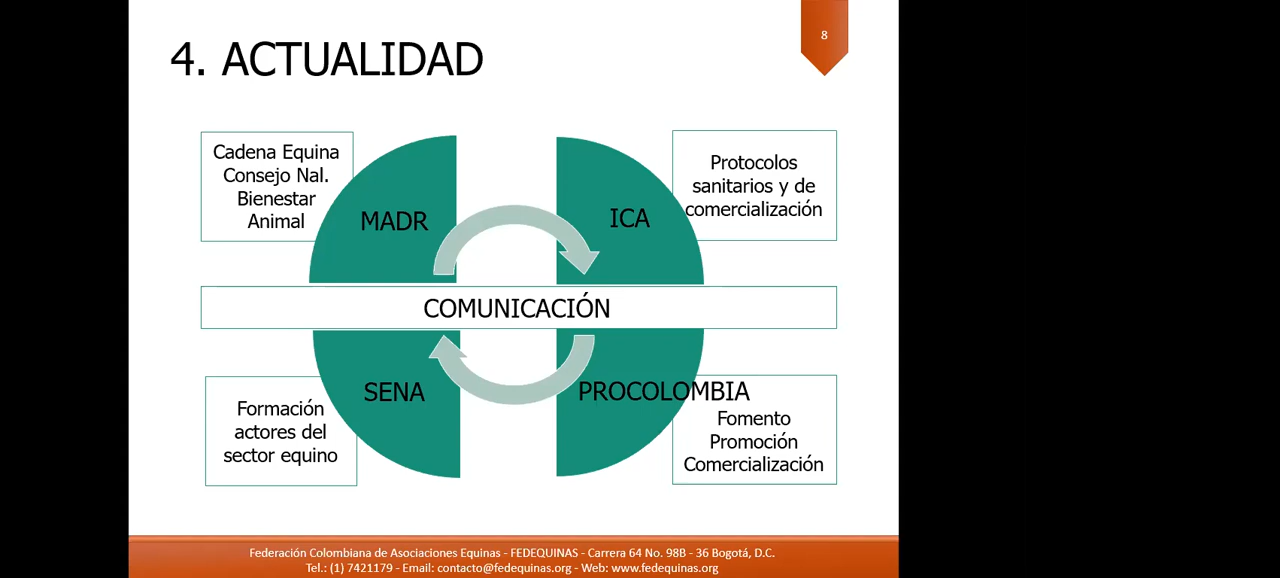 8
4. ACTUALIDAD
Cadena Equina
Consejo Nal.
Bienestar
Animal
MADR
ICA
Protocolos
sanitarios y de
comercialización
COMUNICACIÓN
SENA
Formación
actores del
sector equino
PROCOLOMBIA
Fomento
Promoción
Comercialización
Federación Colombiana de Asociaciones Equinas - FEDEQUINAS - Carrera 64 No. 98B - 36 Bogotá, D.C.
Tel.: (1) 7421179 - Email: contacto@fedequinas.org - Web: www.fedequinas.org